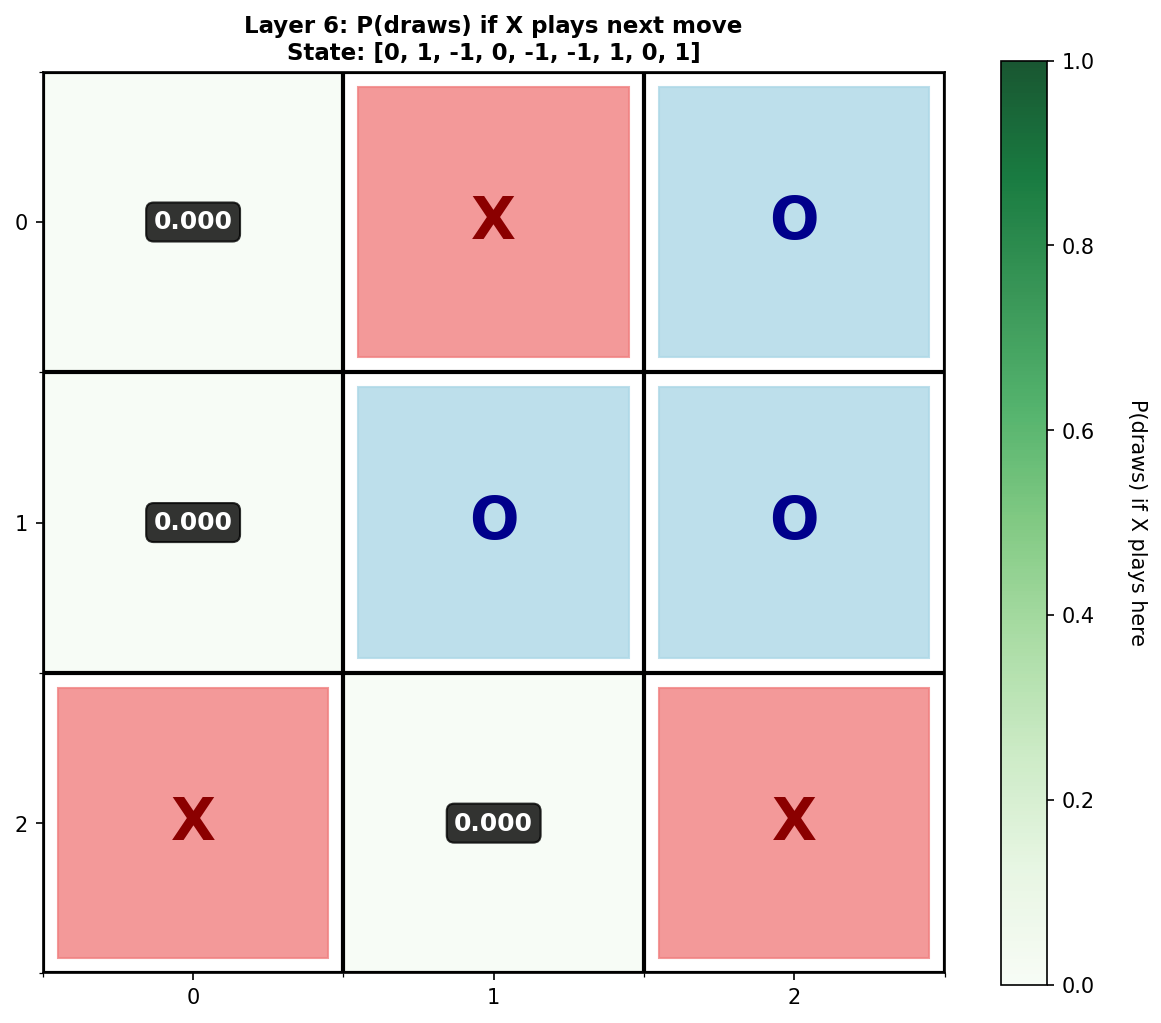 Layer 6: P(draws) if X plays next move
State: [0, 1, -1, 0, -1, -1, 1, 0, 1]
0
0.000
X
O
1
0.000
O
O
2
X
0.000
X
0
1
2
1.0
0.8
0.6
0.4
0.2
0.0
P(draws) if X plays here